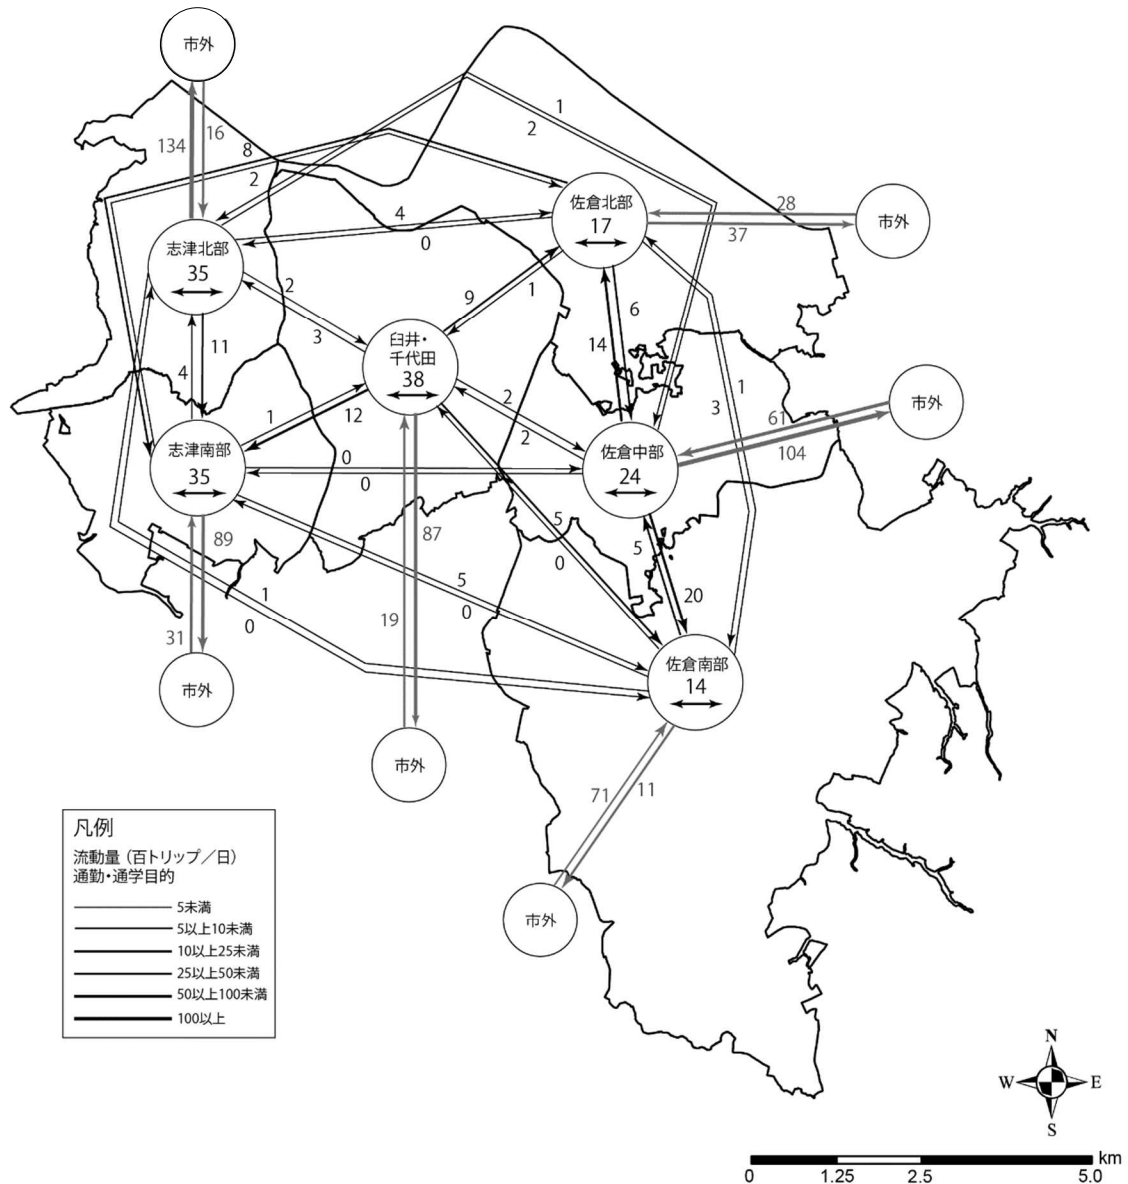 市外
134
16
8
2
1
2
佐倉北部
17
28
37
市外
志津北部
35
4
0
2
3
9
1
6
14
臼井・
千代田
38
11
4
1
12
2
2
1
3
市外
61
104
志津南部
35
0
0
佐倉中部
24
89
31
87
19
5
0
5
0
5
20
1
0
市外
佐倉南部
14
市外
71
11
市外
凡例
流動量（百トリップ／日）
通勤・通学目的
5未満
5以上10未満
10以上25未満
25以上50未満
50以上100未満
100以上
N
W
E
S
km
0
1.25
2.5
5.0